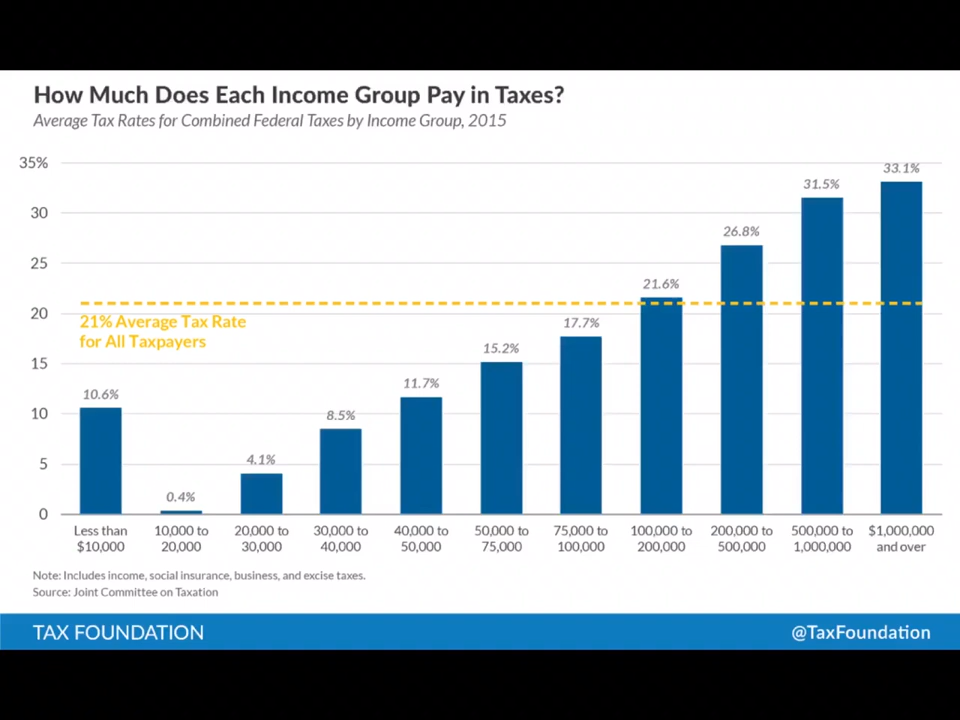 How Much Does Each Income Group Pay in Taxes?
Average Tax Rates for Combined Federal Taxes by Income Group, 2015
35%
30
25
20
15
10
5
0
21% Average Tax Rate
for All Taxpayers
10.6%
0.4%
4.1%
8.5%
11.7%
15.2%
17.7%
21.6%
26.8%
31.5%
33.1%
Less than
$10,000
10,000 to
20,000
20,000 to
30,000
30,000 to
40,000
40,000 to
50,000
50,000 to
75,000
75,000 to
100,000
100,000 to
200,000
200,000 to
500,000
500,000 to
1,000,000
$1,000,000
and over
Note: Includes income, social insurance, business, and excise taxes.
Source: Joint Committee on Taxation
TAX FOUNDATION
@TaxFoundation